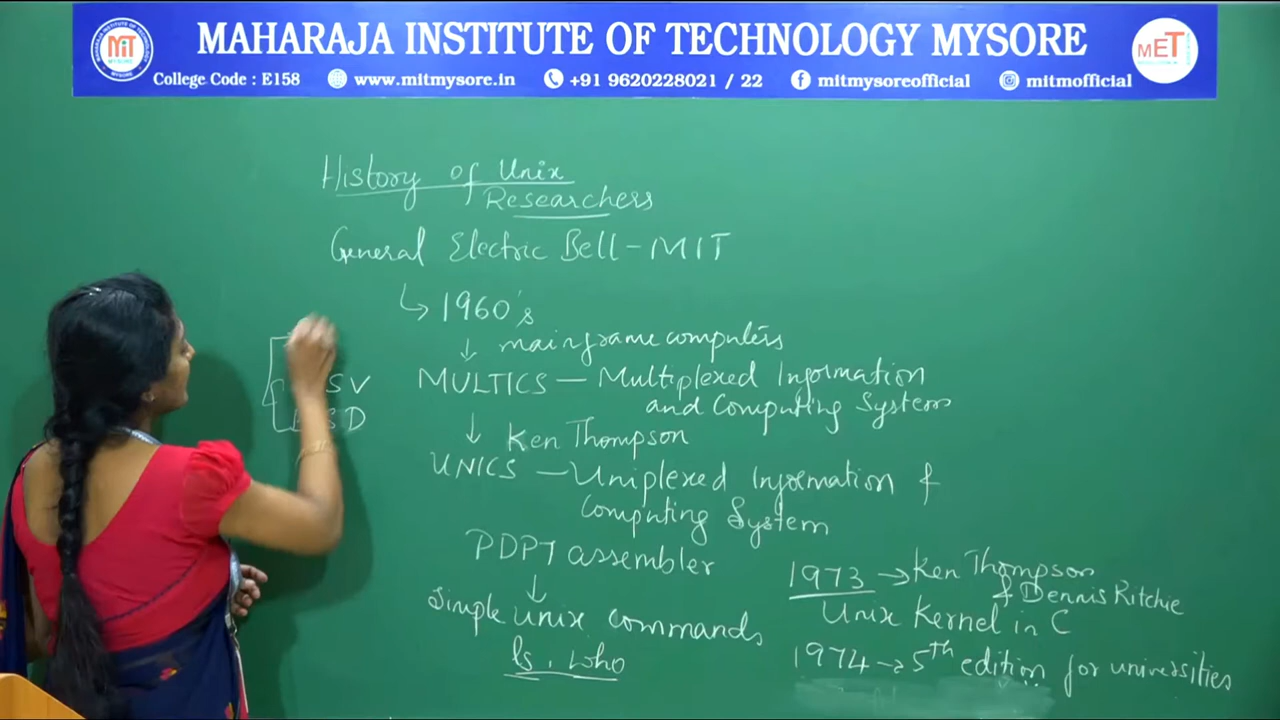 MAHARAJA INSTITUTE OF TECHNOLOGY MYSORE
College Code : E158 www.mitmysore.in +91 9620228021 / 22 mitmysoreofficial mitmofficial
MiT
MYSORE
MET
History of Unix
Researchers
General Electric Bell - MIT
↳ 1960's
↓ mainframe computers
MULTICS — Multiplexed Information
and Computing System
↓ Ken Thompson
UNICS — Uniplexed Information &
Computing System
PDP7 assembler
↓
Simple unix commands
ls, who
SV
BSD
1973 → Ken Thompson
& Dennis Ritchie
Unix Kernel in C
1974 → 5th edition for universities